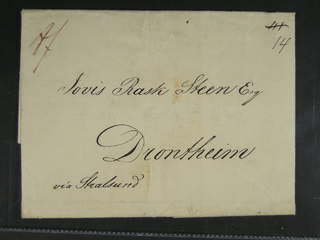 14
Jovis Rask Steen Esq
Drontheim
via Stralsund